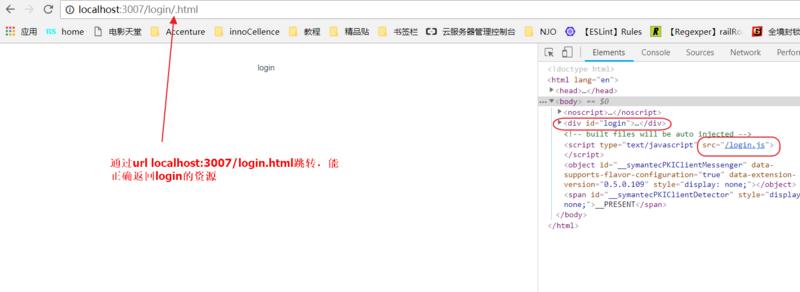 localhost:3007/login/.html
应用 HS home 电影天堂 Accenture innoCellence 教程 精品贴 书签栏 云服务器管理控制台 NJO [ESLint] Rules [Regexper] railRo 全境封锁
login
通过url localhost:3007/login.html跳转，能
正确返回login的资源
Elements Console Sources Network Performance
<!doctype html>
<html lang="en">
<head>…</head>
<body> == $0
<noscript>…</noscript>
<div id="login">…</div>
<!-- built files will be auto injected -->
<script type="text/javascript" src="/login.js">
</script>
<object id="__symantecPKIClientMessenger" data-
supports-flavor-configuration="true" data-extension-
version="0.5.0.109" style="display: none;"></object>
<span id="__symantecPKIClientDetector" style="display
none;">__PRESENT</span>
</body>
</html>